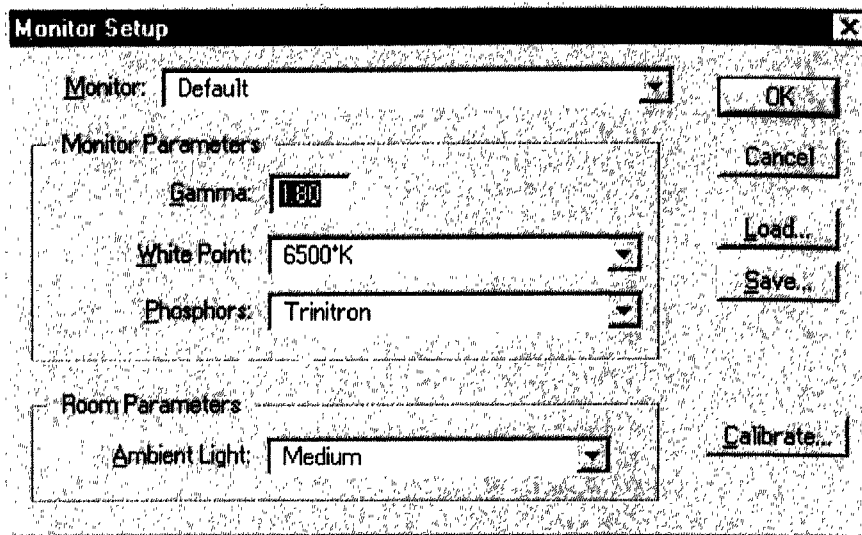 Monitor Setup
Monitor: Default
OK
Monitor Parameters
Cancel
Gamma: 1.80
Load...
White Point: 6500°K
Save...
Phosphors: Trinitron
Room Parameters
Ambient Light: Medium
Calibrate...